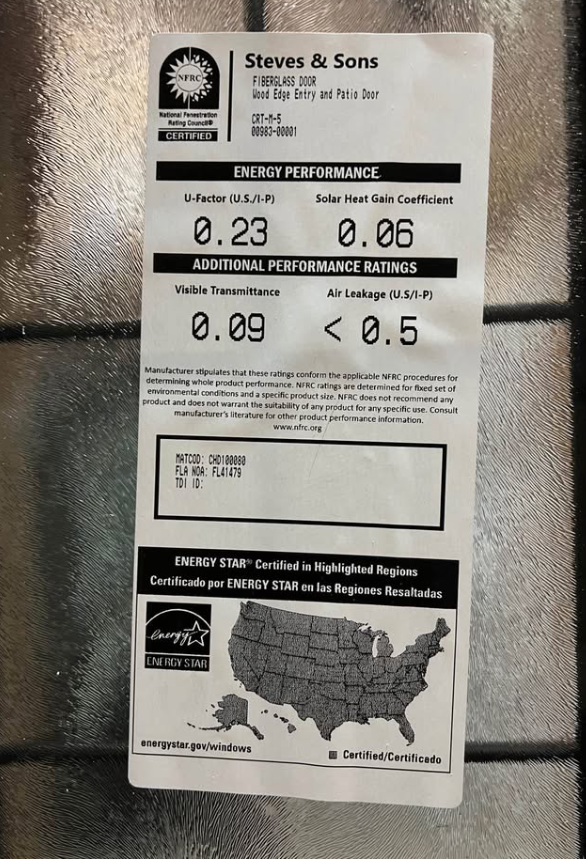 NFRC
National Fenestration
Rating Council®
CERTIFIED
Steves & Sons
FIBERGLASS DOOR
Wood Edge Entry and Patio Door
CRT-M-5
00983-00001
ENERGY PERFORMANCE
U-Factor (U.S./I-P)
Solar Heat Gain Coefficient
0.23
0.06
ADDITIONAL PERFORMANCE RATINGS
Visible Transmittance
Air Leakage (U.S/I-P)
0.09
< 0.5
Manufacturer stipulates that these ratings conform the applicable NFRC procedures for
determining whole product performance. NFRC ratings are determined for fixed set of
environmental conditions and a specific product size. NFRC does not recommend any
product and does not warrant the suitability of any product for any specific use. Consult
manufacturer's literature for other product performance information.
www.nfrc.org
MATCOD: CHD100080
FLA NOA: FL41479
TDI ID:
ENERGY STAR® Certified in Highlighted Regions
Certificado por ENERGY STAR en las Regiones Resaltadas
energy
ENERGY STAR
energystar.gov/windows
Certified/Certificado